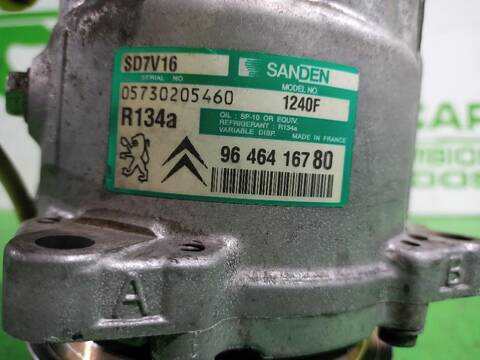 SD7V16 SANDEN
SERIAL NO MODEL NO.
05730205460 1240F
R134a
OIL : SP-10 OR EQUIV.
REFRIGERANT : R134a
VARIABLE DISP. MADE IN FRANCE
96 464 167 80
A B